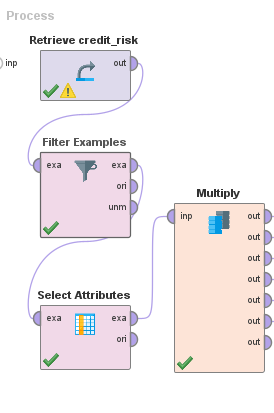 Process
Retrieve credit_risk
inp
out
Filter Examples
exa
exa
ori
unm
Select Attributes
exa
exa
ori
Multiply
inp
out
out
out
out
out
out
out